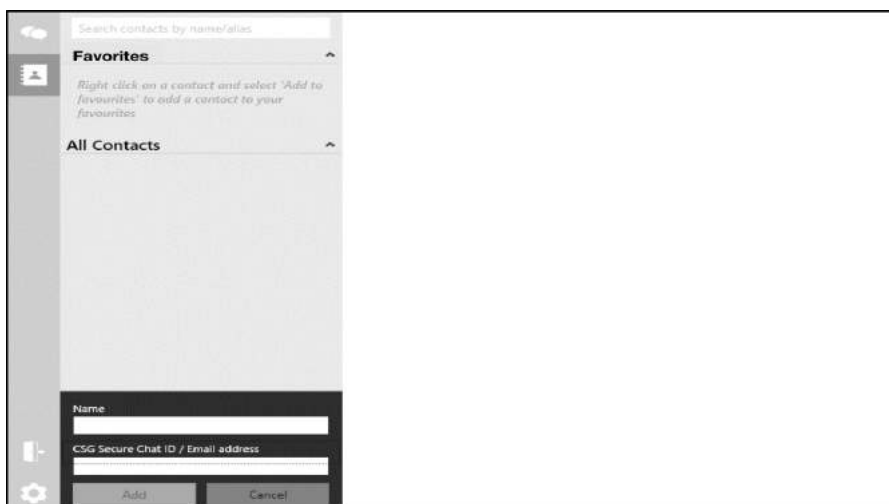 Search contacts by name/alias
Favorites
Right click on a contact and select 'Add to
favourites' to add a contact to your
favourites
All Contacts
Name
CSG Secure Chat ID / Email address
Add
Cancel